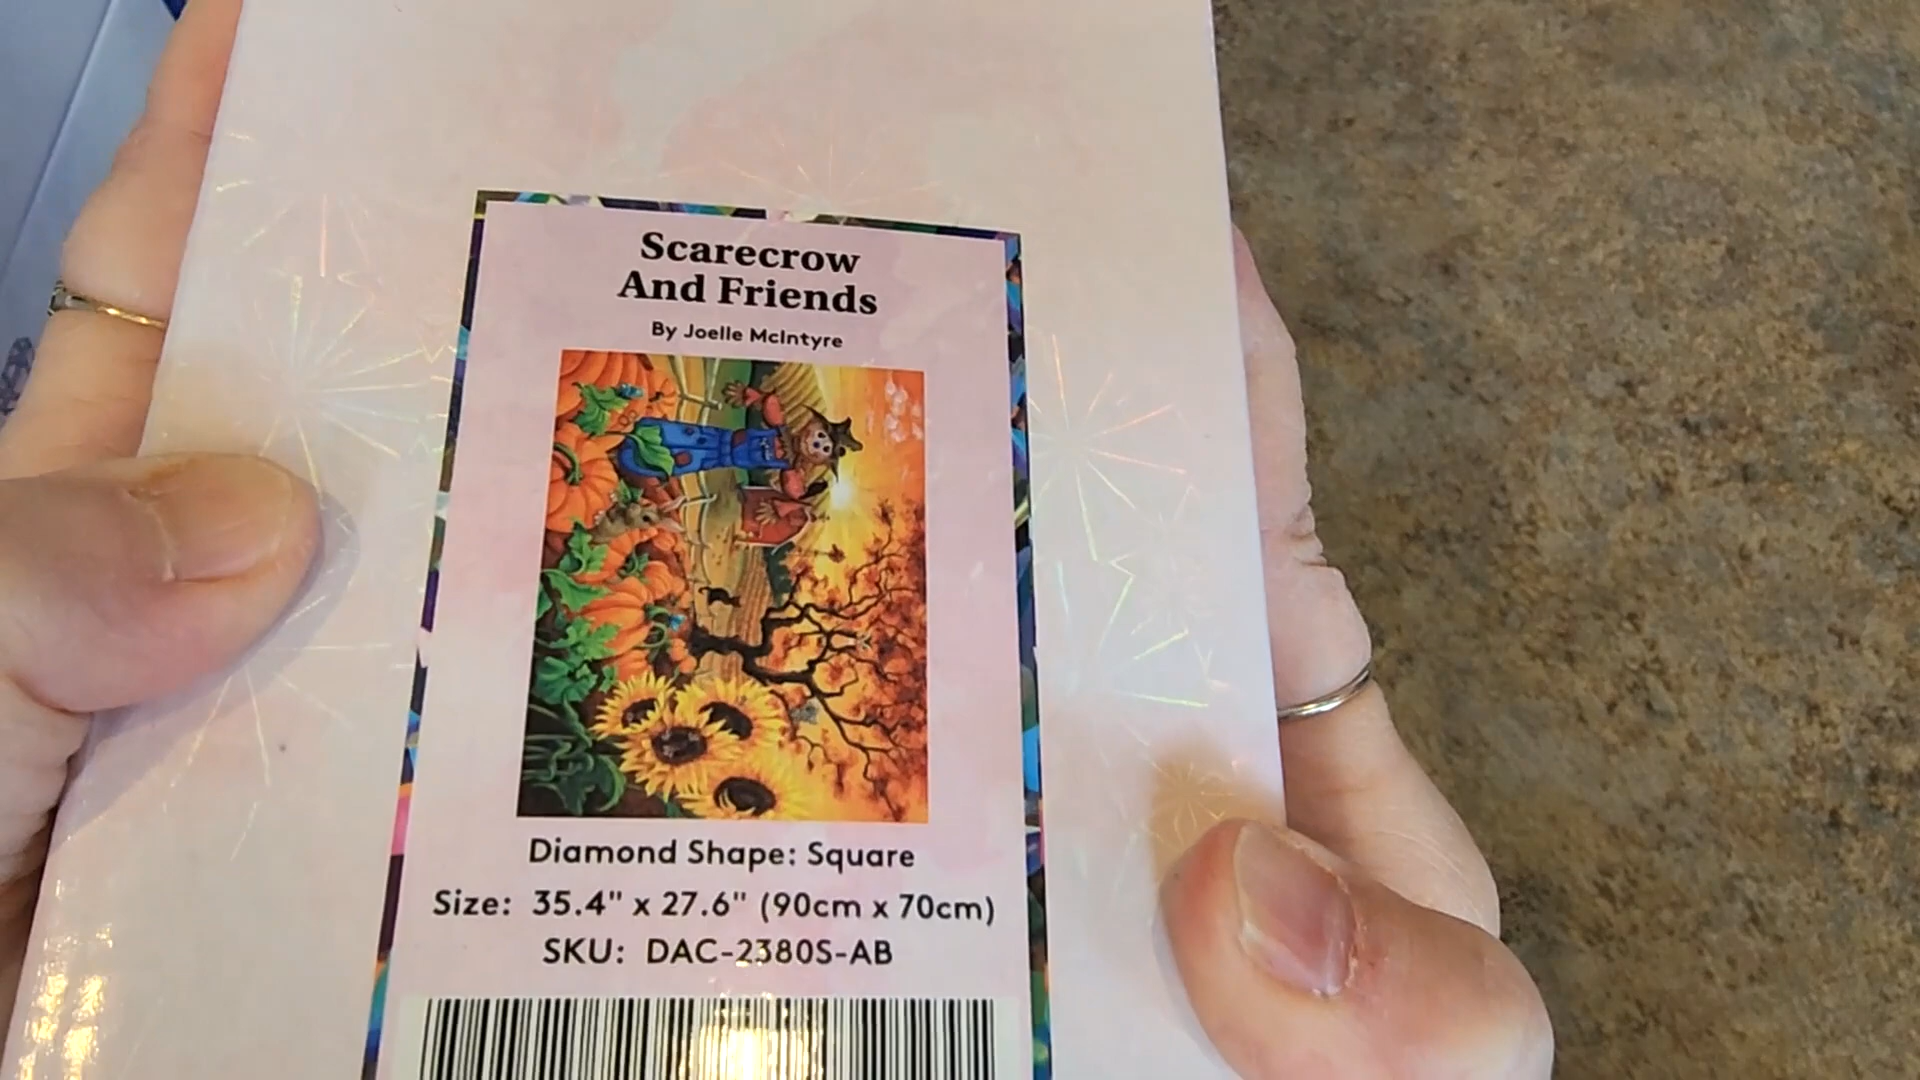 Scarecrow
And Friends
By Joelle McIntyre
Diamond Shape: Square
Size: 35.4" x 27.6" (90cm x 70cm)
SKU: DAC-2380S-AB